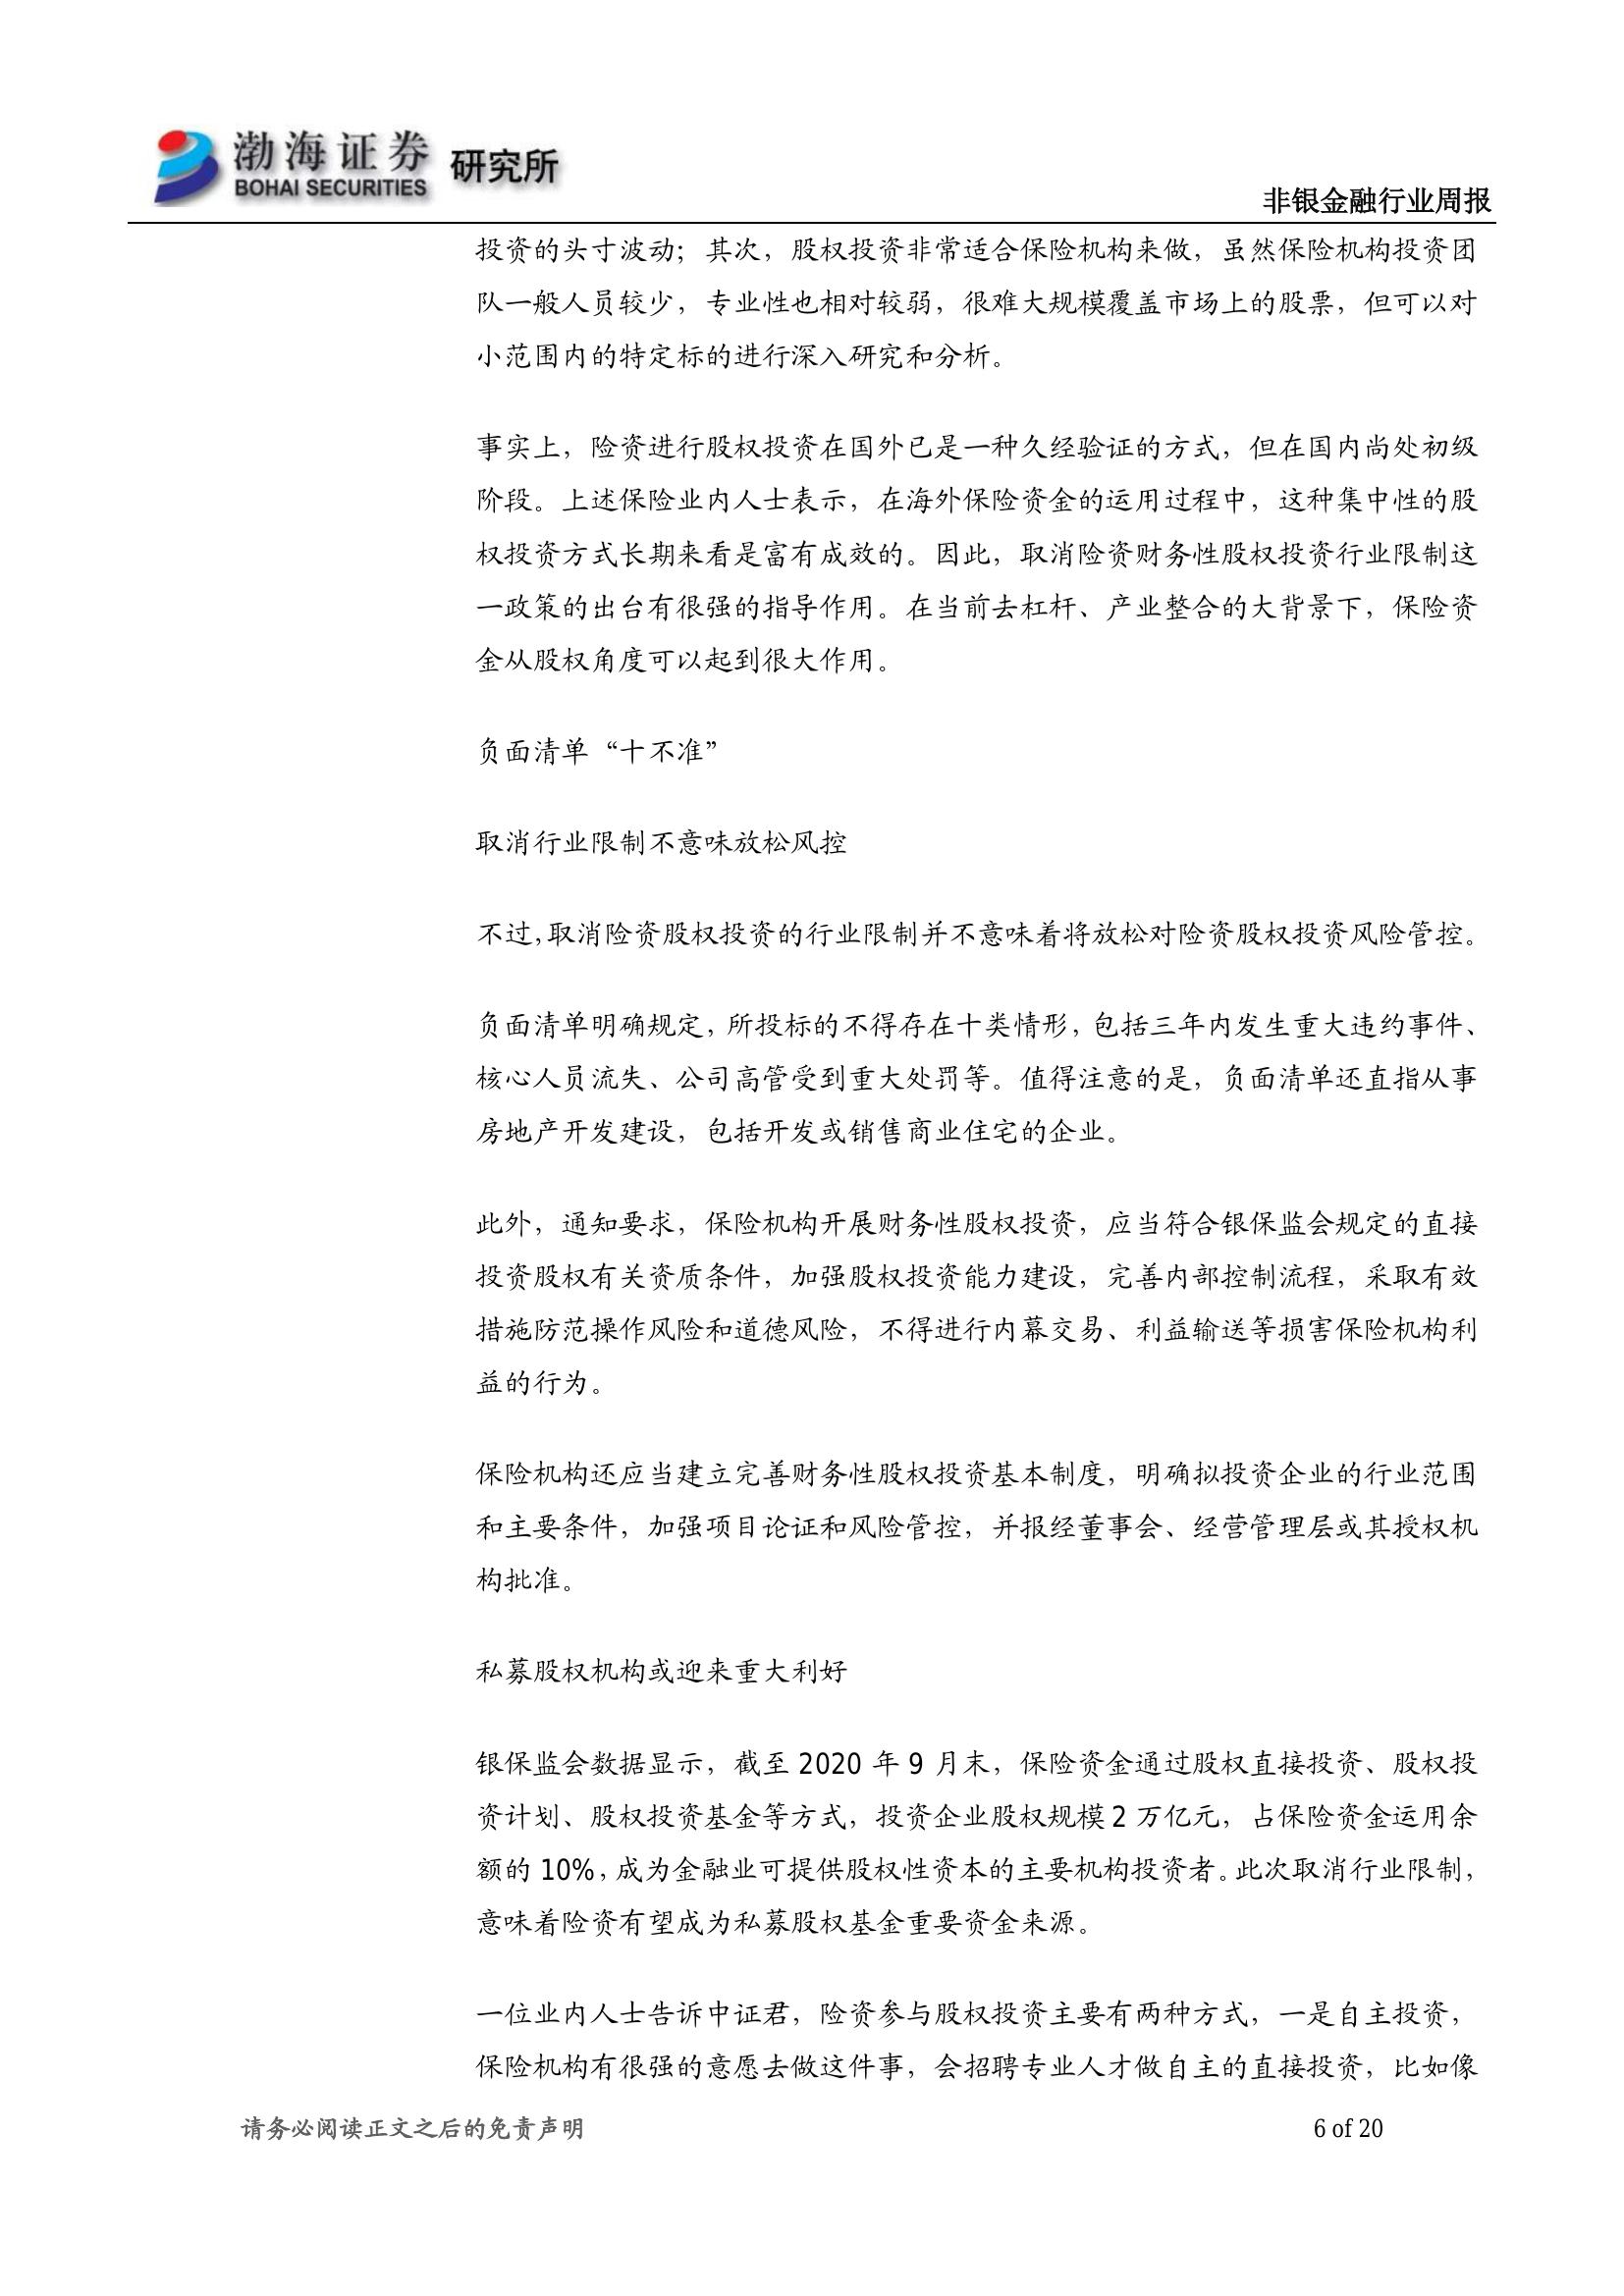 渤海证券 研究所
BOHAI SECURITIES
非银金融行业周报
投资的头寸波动；其次，股权投资非常适合保险机构来做，虽然保险机构投资团
队一般人员较少，专业性也相对较弱，很难大规模覆盖市场上的股票，但可以对
小范围内的特定标的进行深入研究和分析。
事实上，险资进行股权投资在国外已是一种久经验证的方式，但在国内尚处初级
阶段。上述保险业内人士表示，在海外保险资金的运用过程中，这种集中性的股
权投资方式长期来看是富有成效的。因此，取消险资财务性股权投资行业限制这
一政策的出台有很强的指导作用。在当前去杠杆、产业整合的大背景下，保险资
金从股权角度可以起到很大作用。
负面清单“十不准”
取消行业限制不意味放松风控
不过，取消险资股权投资的行业限制并不意味着将放松对险资股权投资风险管控。
负面清单明确规定，所投标的不得存在十类情形，包括三年内发生重大违约事件、
核心人员流失、公司高管受到重大处罚等。值得注意的是，负面清单还直指从事
房地产开发建设，包括开发或销售商业住宅的企业。
此外，通知要求，保险机构开展财务性股权投资，应当符合银保监会规定的直接
投资股权有关资质条件，加强股权投资能力建设，完善内部控制流程，采取有效
措施防范操作风险和道德风险，不得进行内幕交易、利益输送等损害保险机构利
益的行为。
保险机构还应当建立完善财务性股权投资基本制度，明确拟投资企业的行业范围
和主要条件，加强项目论证和风险管控，并报经董事会、经营管理层或其授权机
构批准。
私募股权机构或迎来重大利好
银保监会数据显示，截至 2020 年 9 月末，保险资金通过股权直接投资、股权投
资计划、股权投资基金等方式，投资企业股权规模 2 万亿元，占保险资金运用余
额的 10%，成为金融业可提供股权性资本的主要机构投资者。此次取消行业限制，
意味着险资有望成为私募股权基金重要资金来源。
一位业内人士告诉中证君，险资参与股权投资主要有两种方式，一是自主投资，
保险机构有很强的意愿去做这件事，会招聘专业人才做自主的直接投资，比如像
请务必阅读正文之后的免责声明
6 of 20